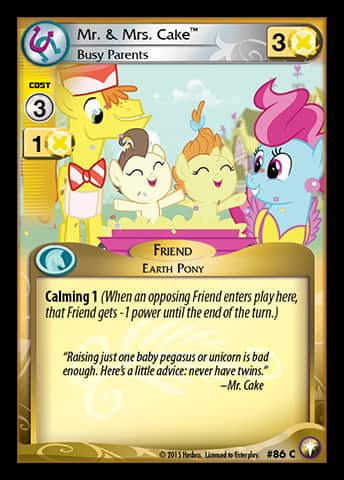 Mr. & Mrs. Cake™
Busy Parents
3
COST
3
1
FRIEND
EARTH PONY
Calming 1 (When an opposing Friend enters play here,
that Friend gets -1 power until the end of the turn.)
"Raising just one baby pegasus or unicorn is bad
enough. Here's a little advice: never have twins."
–Mr. Cake
© 2015 Hasbro. Licensed to Enterplay.
#86 C